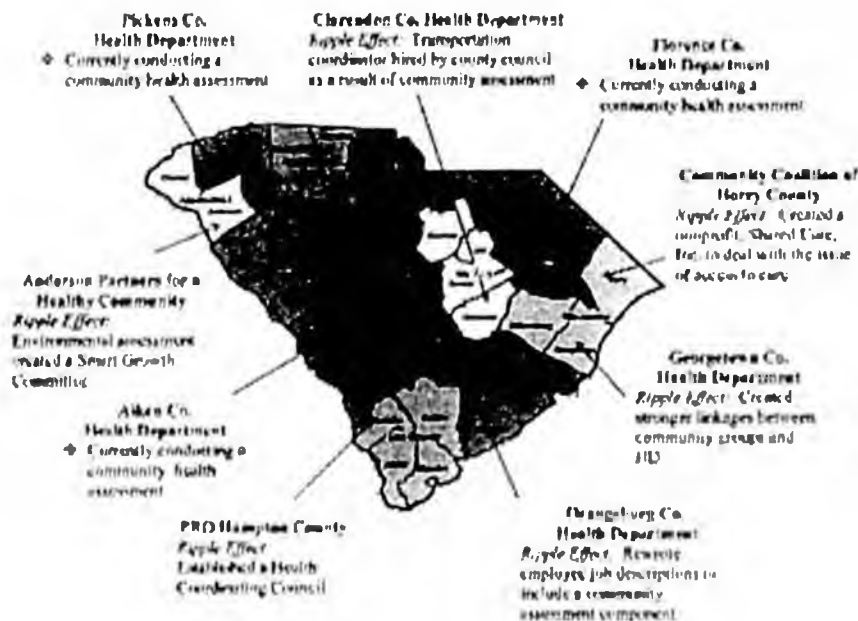 Pickens Co.
Health Department
❖ Currently conducting a
community health assessment
Clarendon Co. Health Department
Ripple Effect: Transportation
coordinator hired by county council
as a result of community assessment
Florence Co.
Health Department
❖ Currently conducting a
community health assessment
Community Coalition of
Horry County
Ripple Effect: Created a
nonprofit, Shared Care,
Inc. to deal with the issue
of access to care
Anderson Partners for a
Healthy Community
Ripple Effect:
Environmental assessment
created a Smart Growth
Committee
Georgetown Co.
Health Department
Ripple Effect: Created
stronger linkages between
community groups and
HD
Aiken Co.
Health Department
❖ Currently conducting a
community health
assessment
PRD Hampton County
Ripple Effect
Established a Health
Coordinating Council
Orangeburg Co.
Health Department
Ripple Effect: Rewrote
employee job descriptions to
include a community
assessment component